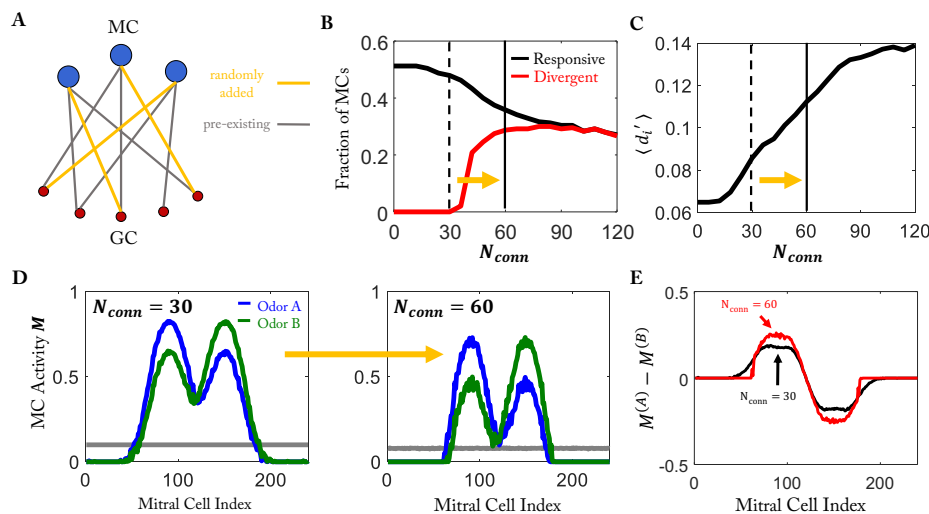 A
MC
randomly
added
pre-existing
GC
B
Fraction of MCs
0.6
0.4
0.2
0
0 30 60 90 120
N_conn
Responsive
Divergent
C
⟨ d_i' ⟩
0.14
0.12
0.10
0.08
0.06
0 30 60 90 120
N_conn
D
MC Activity M
1
0.5
0
N_conn = 30
Odor A
Odor B
0 100 200
Mitral Cell Index
1
0.5
0
N_conn = 60
0 100 200
Mitral Cell Index
E
M^(A) − M^(B)
0.5
0
-0.5
N_conn = 60
N_conn = 30
0 100 200
Mitral Cell Index